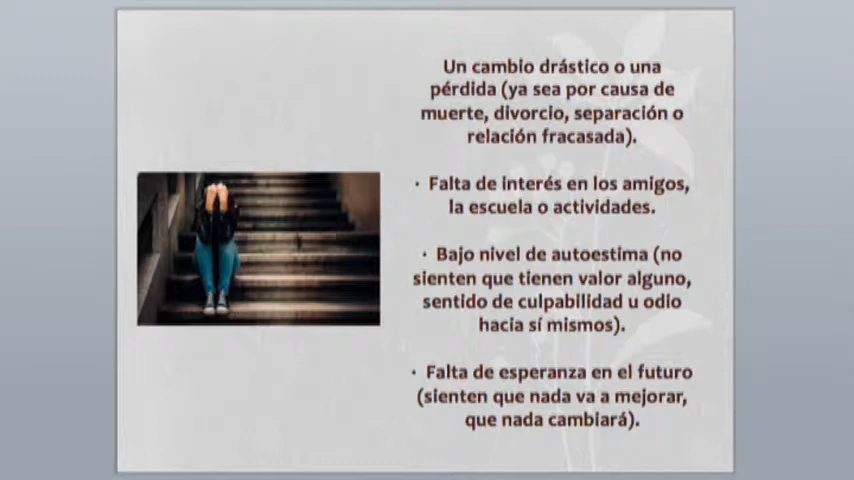 Un cambio drástico o una
pérdida (ya sea por causa de
muerte, divorcio, separación o
relación fracasada).
· Falta de interés en los amigos,
la escuela o actividades.
· Bajo nivel de autoestima (no
sienten que tienen valor alguno,
sentido de culpabilidad u odio
hacia sí mismos).
· Falta de esperanza en el futuro
(sienten que nada va a mejorar,
que nada cambiará).